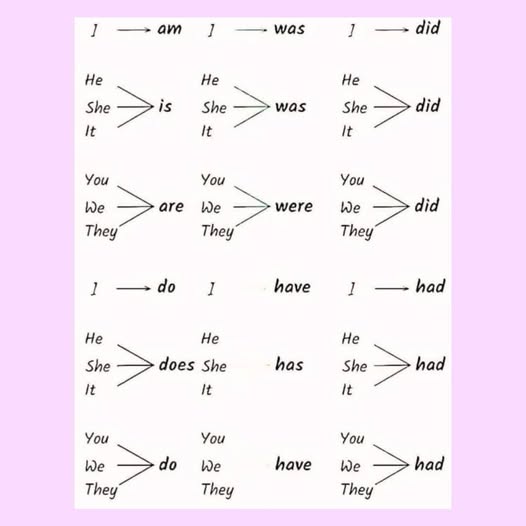 I → am I → was I → did
He He He
She is She was She did
It It It
You You You
We are We were We did
They They They
I → do I have I → had
He He He
She does She has She had
It It It
You You You
We do We have We had
They They They